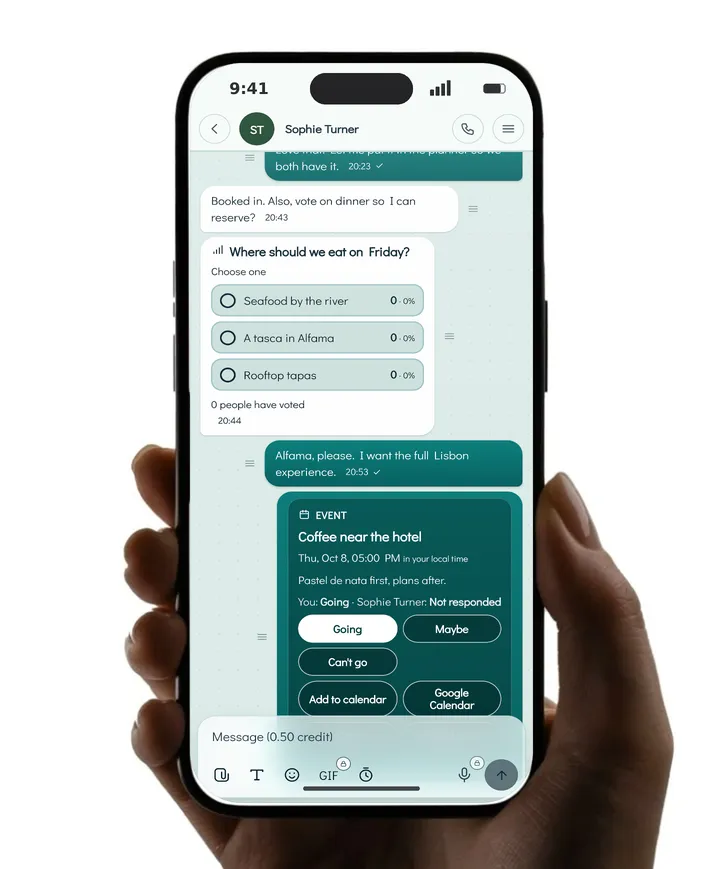 9:41
ST
Sophie Turner
both have it. 20:23
Booked in. Also, vote on dinner so I can
reserve? 20:43
Where should we eat on Friday?
Choose one
Seafood by the river 0 · 0%
A tasca in Alfama 0 · 0%
Rooftop tapas 0 · 0%
0 people have voted
20:44
Alfama, please. I want the full Lisbon
experience. 20:53
EVENT
Coffee near the hotel
Thu, Oct 8, 05:00 PM in your local time
Pastel de nata first, plans after.
You: Going · Sophie Turner: Not responded
Going
Maybe
Can't go
Add to calendar
Google
Calendar
Message (0.50 credit)
T
GIF